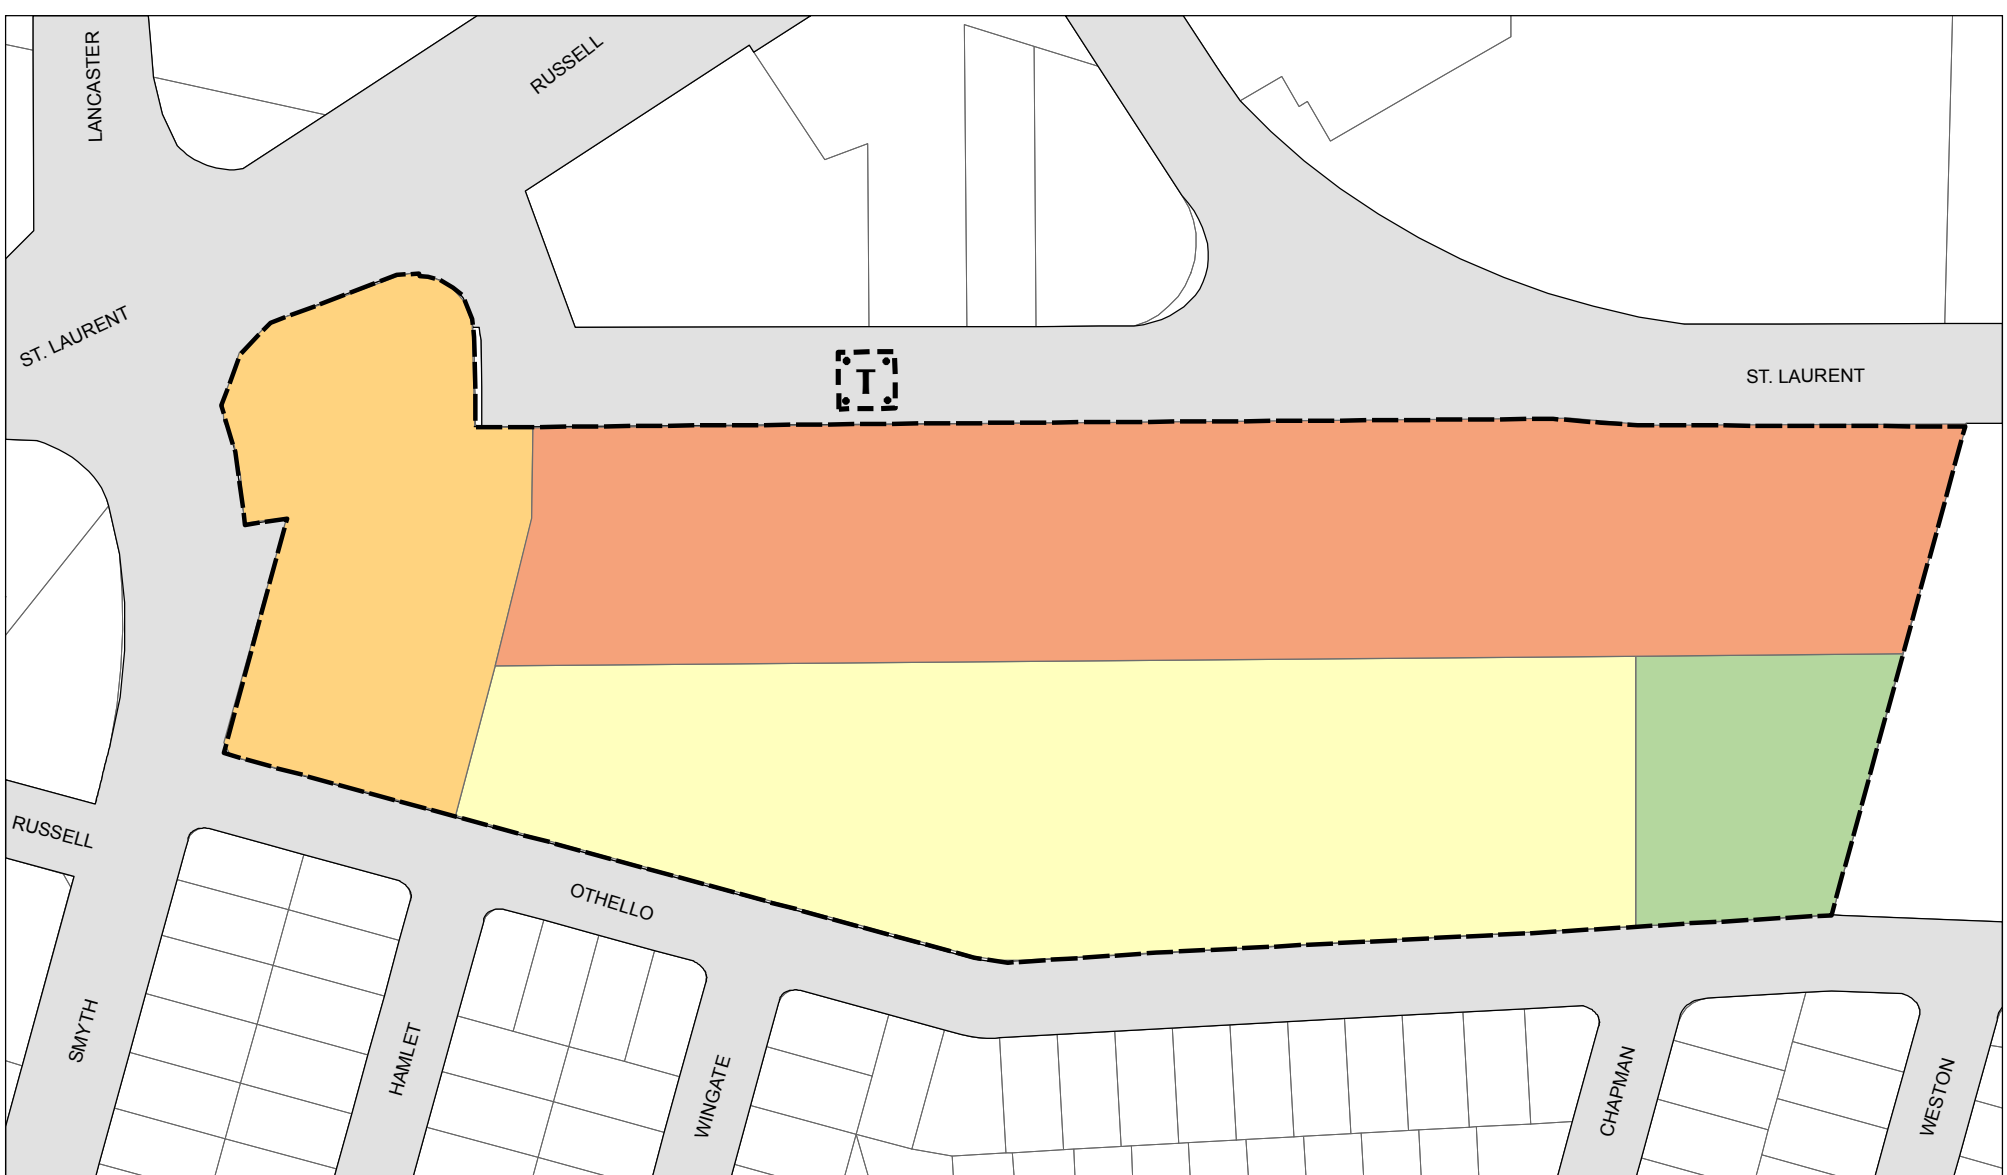 LANCASTER
RUSSELL
ST. LAURENT
T
ST. LAURENT
RUSSELL
OTHELLO
SMYTH
HAMLET
WINGATE
CHAPMAN
WESTON